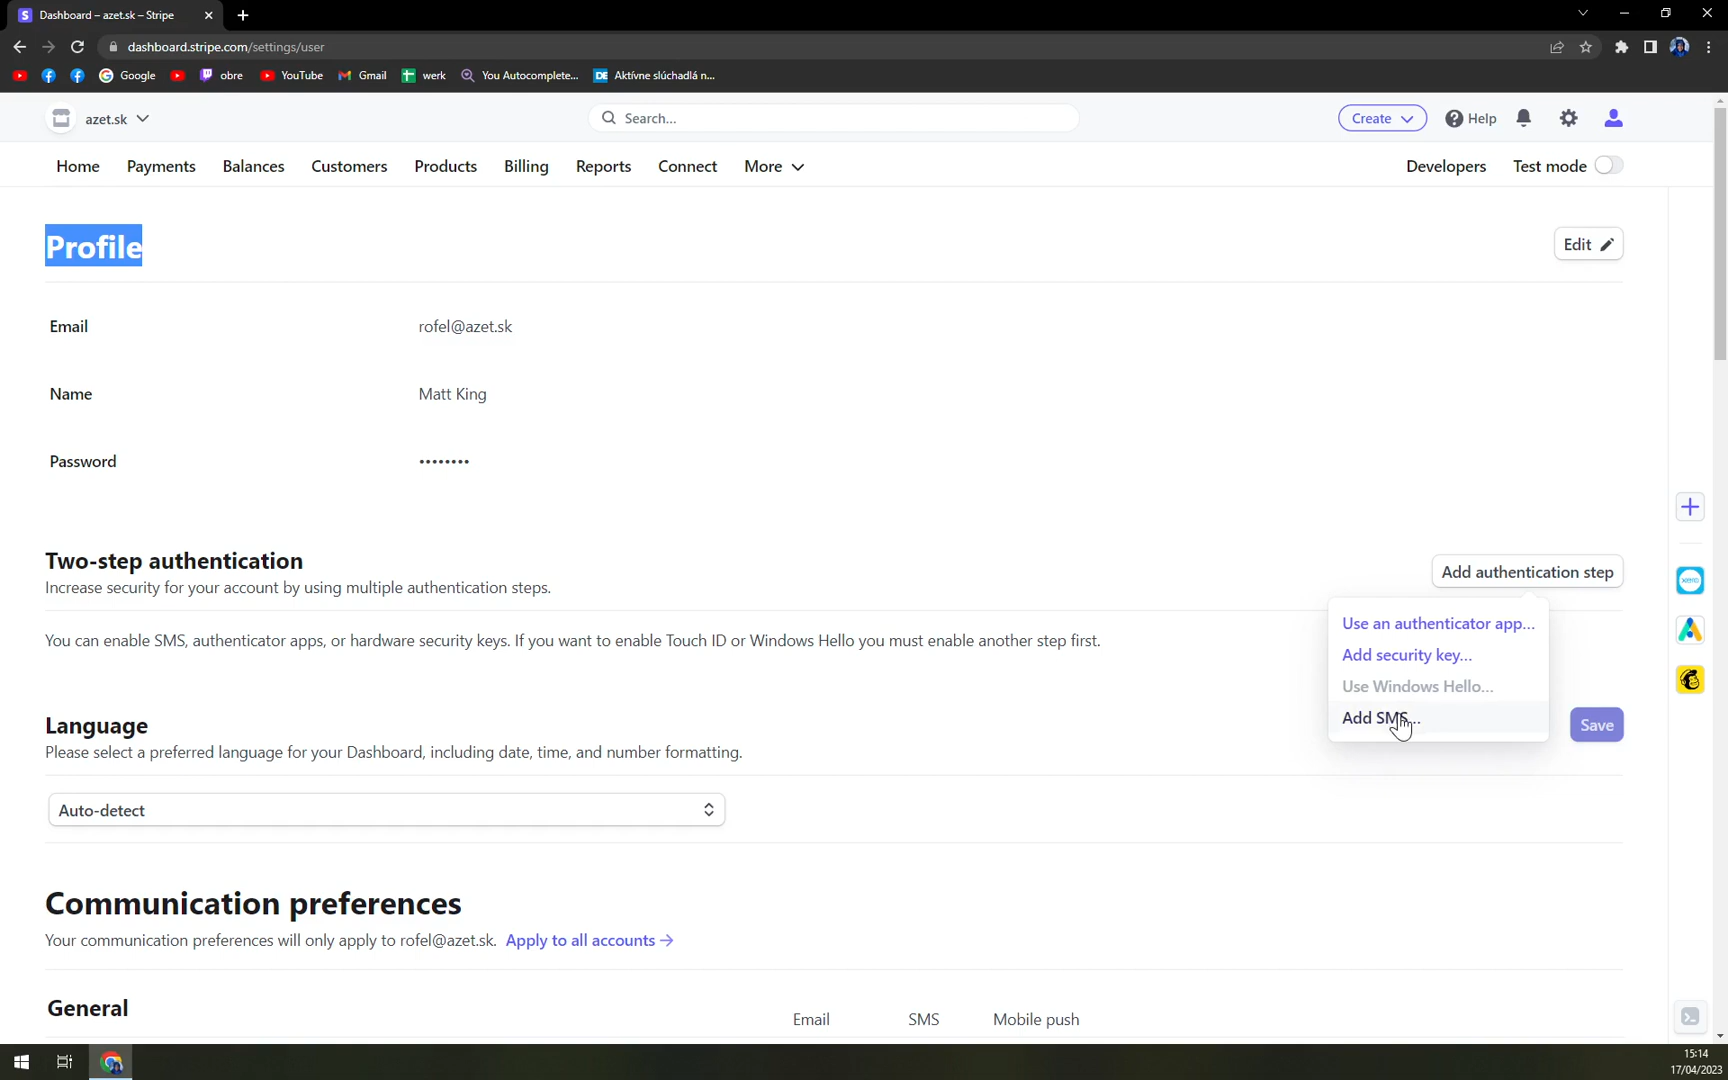 Dashboard – azet.sk – Stripe
dashboard.stripe.com/settings/user
Google
obre
YouTube
Gmail
werk
You Autocomplete...
DE Aktívne slúchadlá n...
azet.sk
Search...
Create
Help
Home
Payments
Balances
Customers
Products
Billing
Reports
Connect
More
Developers
Test mode
Profile
Edit
Email
rofel@azet.sk
Name
Matt King
Password
••••••••
Two-step authentication
Add authentication step
Increase security for your account by using multiple authentication steps.
Use an authenticator app...
You can enable SMS, authenticator apps, or hardware security keys. If you want to enable Touch ID or Windows Hello you must enable another step first.
Add security key...
Use Windows Hello...
Add SMS...
xero
Language
Save
Please select a preferred language for your Dashboard, including date, time, and number formatting.
Auto-detect
Communication preferences
Your communication preferences will only apply to rofel@azet.sk. Apply to all accounts →
General
Email
SMS
Mobile push
15:14
17/04/2023